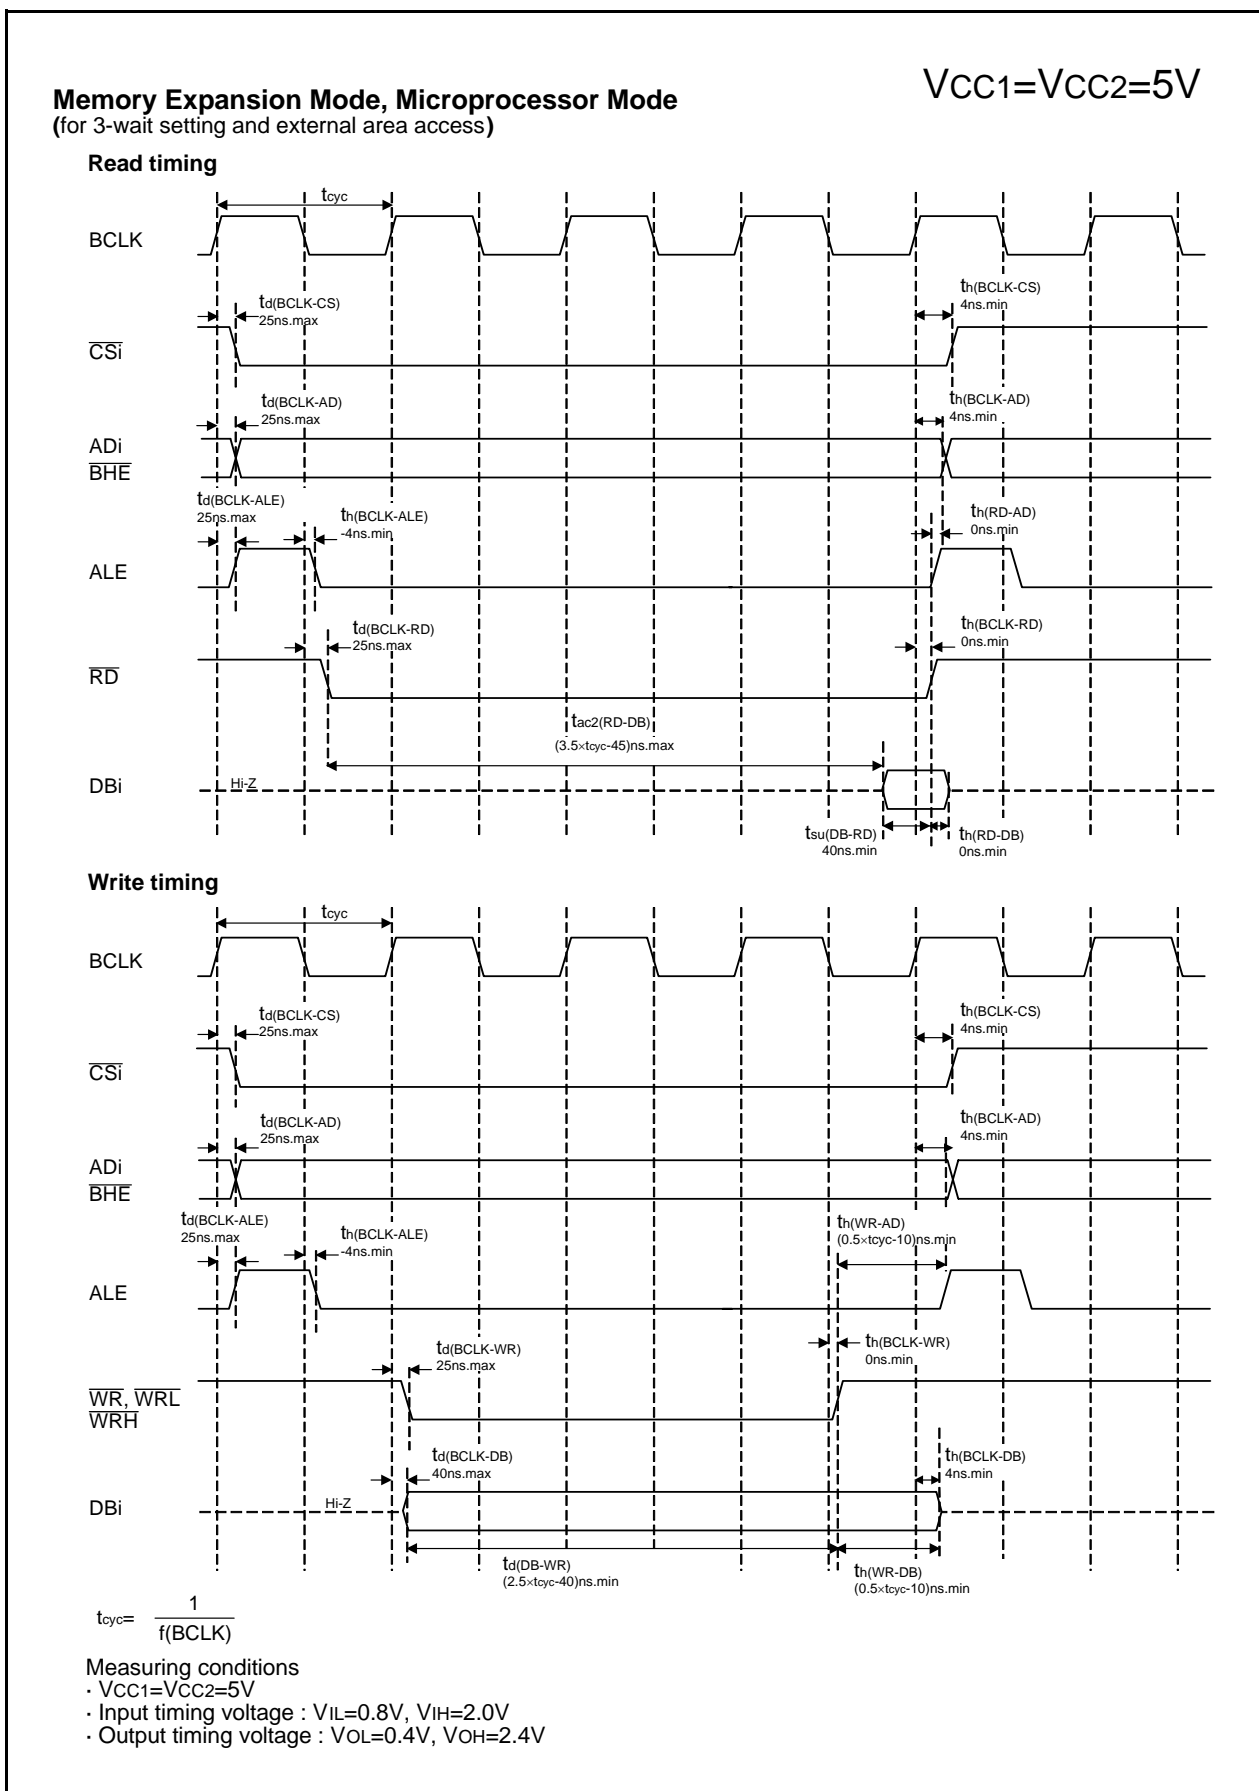 VCC1=VCC2=5V
Memory Expansion Mode, Microprocessor Mode
(for 3-wait setting and external area access)
Read timing
tcyc
BCLK
td(BCLK-CS)
25ns.max
th(BCLK-CS)
4ns.min
CSi
td(BCLK-AD)
25ns.max
th(BCLK-AD)
4ns.min
ADi
BHE
td(BCLK-ALE)
25ns.max
th(BCLK-ALE)
-4ns.min
th(RD-AD)
0ns.min
ALE
td(BCLK-RD)
25ns.max
th(BCLK-RD)
0ns.min
RD
tac2(RD-DB)
(3.5×tcyc-45)ns.max
DBi
Hi-Z
tsu(DB-RD)
40ns.min
th(RD-DB)
0ns.min
Write timing
tcyc
BCLK
td(BCLK-CS)
25ns.max
th(BCLK-CS)
4ns.min
CSi
td(BCLK-AD)
25ns.max
th(BCLK-AD)
4ns.min
ADi
BHE
td(BCLK-ALE)
25ns.max
th(BCLK-ALE)
-4ns.min
th(WR-AD)
(0.5×tcyc-10)ns.min
ALE
td(BCLK-WR)
25ns.max
th(BCLK-WR)
0ns.min
WR, WRL
WRH
td(BCLK-DB)
40ns.max
th(BCLK-DB)
4ns.min
DBi
Hi-Z
td(DB-WR)
(2.5×tcyc-40)ns.min
th(WR-DB)
(0.5×tcyc-10)ns.min
tcyc= 1
f(BCLK)
Measuring conditions
· VCC1=VCC2=5V
· Input timing voltage : VIL=0.8V, VIH=2.0V
· Output timing voltage : VOL=0.4V, VOH=2.4V